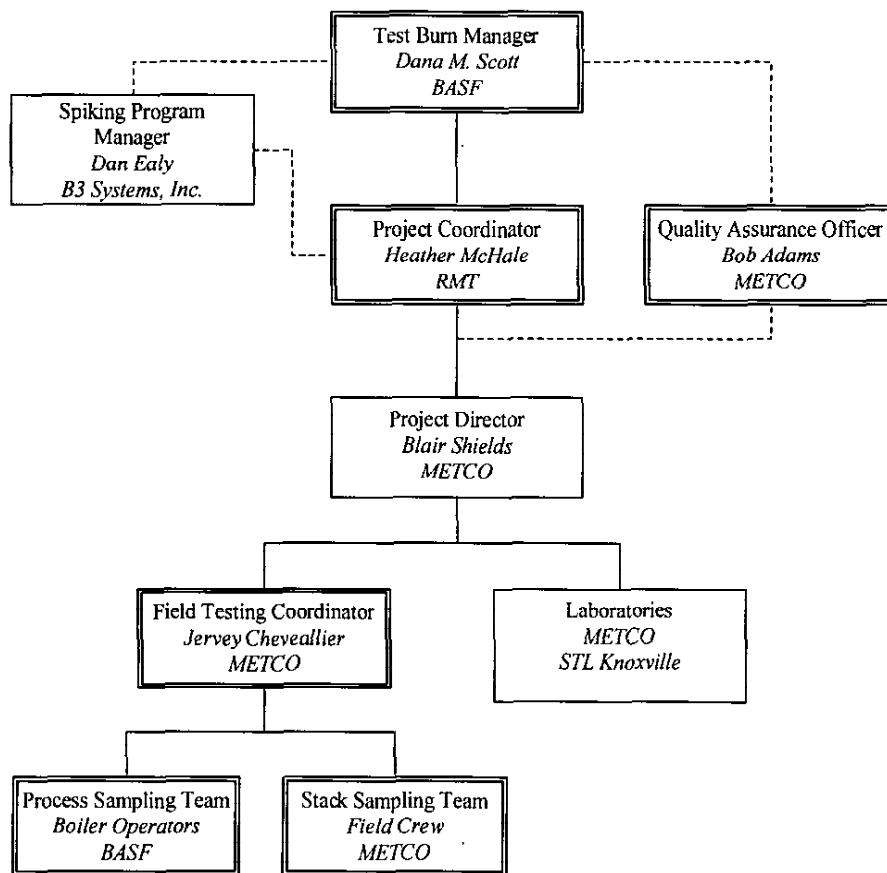 Test Burn Manager
Dana M. Scott
BASF
Spiking Program
Manager
Dan Ealy
B3 Systems, Inc.
Project Coordinator
Heather McHale
RMT
Quality Assurance Officer
Bob Adams
METCO
Project Director
Blair Shields
METCO
Field Testing Coordinator
Jervey Cheveallier
METCO
Laboratories
METCO
STL Knoxville
Process Sampling Team
Boiler Operators
BASF
Stack Sampling Team
Field Crew
METCO